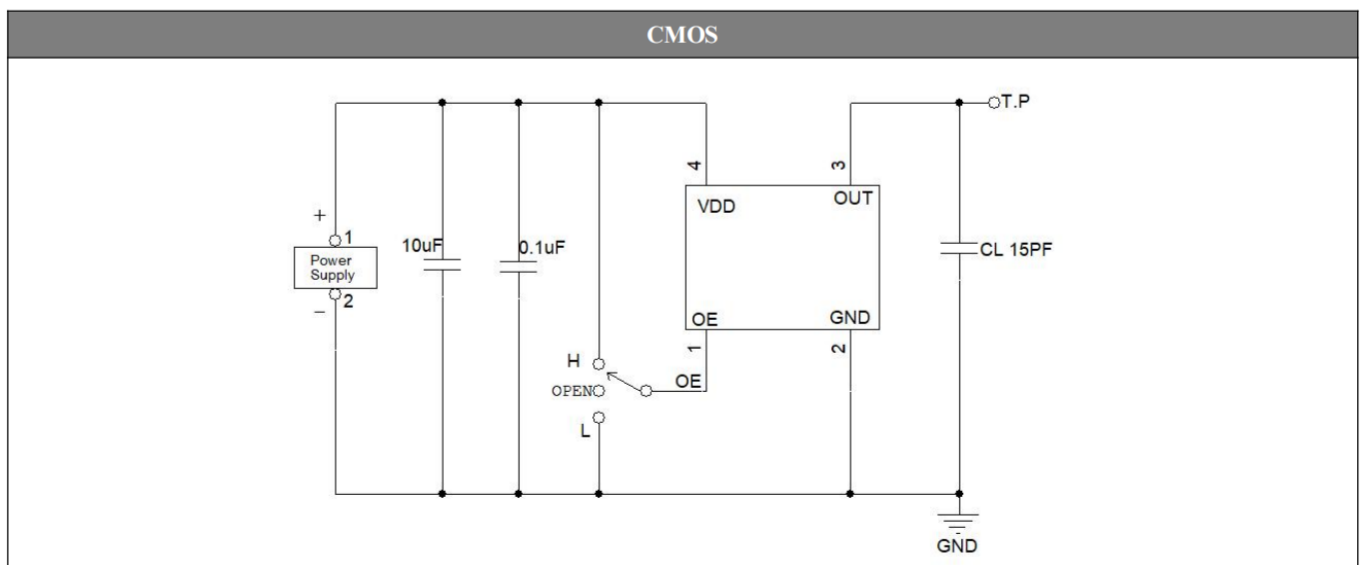 CMOS
T.P
4
3
VDD
OUT
+
1
10uF
0.1uF
CL 15PF
Power
Supply
2
−
OE
GND
1
2
H
OE
OPEN
L
GND